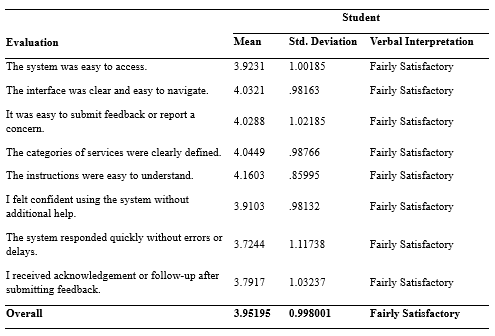 Student
Evaluation Mean Std. Deviation Verbal Interpretation
The system was easy to access. 3.9231 1.00185 Fairly Satisfactory
The interface was clear and easy to navigate. 4.0321 .98163 Fairly Satisfactory
It was easy to submit feedback or report a
concern. 4.0288 1.02185 Fairly Satisfactory
The categories of services were clearly defined. 4.0449 .98766 Fairly Satisfactory
The instructions were easy to understand. 4.1603 .85995 Fairly Satisfactory
I felt confident using the system without
additional help. 3.9103 .98132 Fairly Satisfactory
The system responded quickly without errors or
delays. 3.7244 1.11738 Fairly Satisfactory
I received acknowledgement or follow-up after
submitting feedback. 3.7917 1.03237 Fairly Satisfactory
Overall 3.95195 0.998001 Fairly Satisfactory